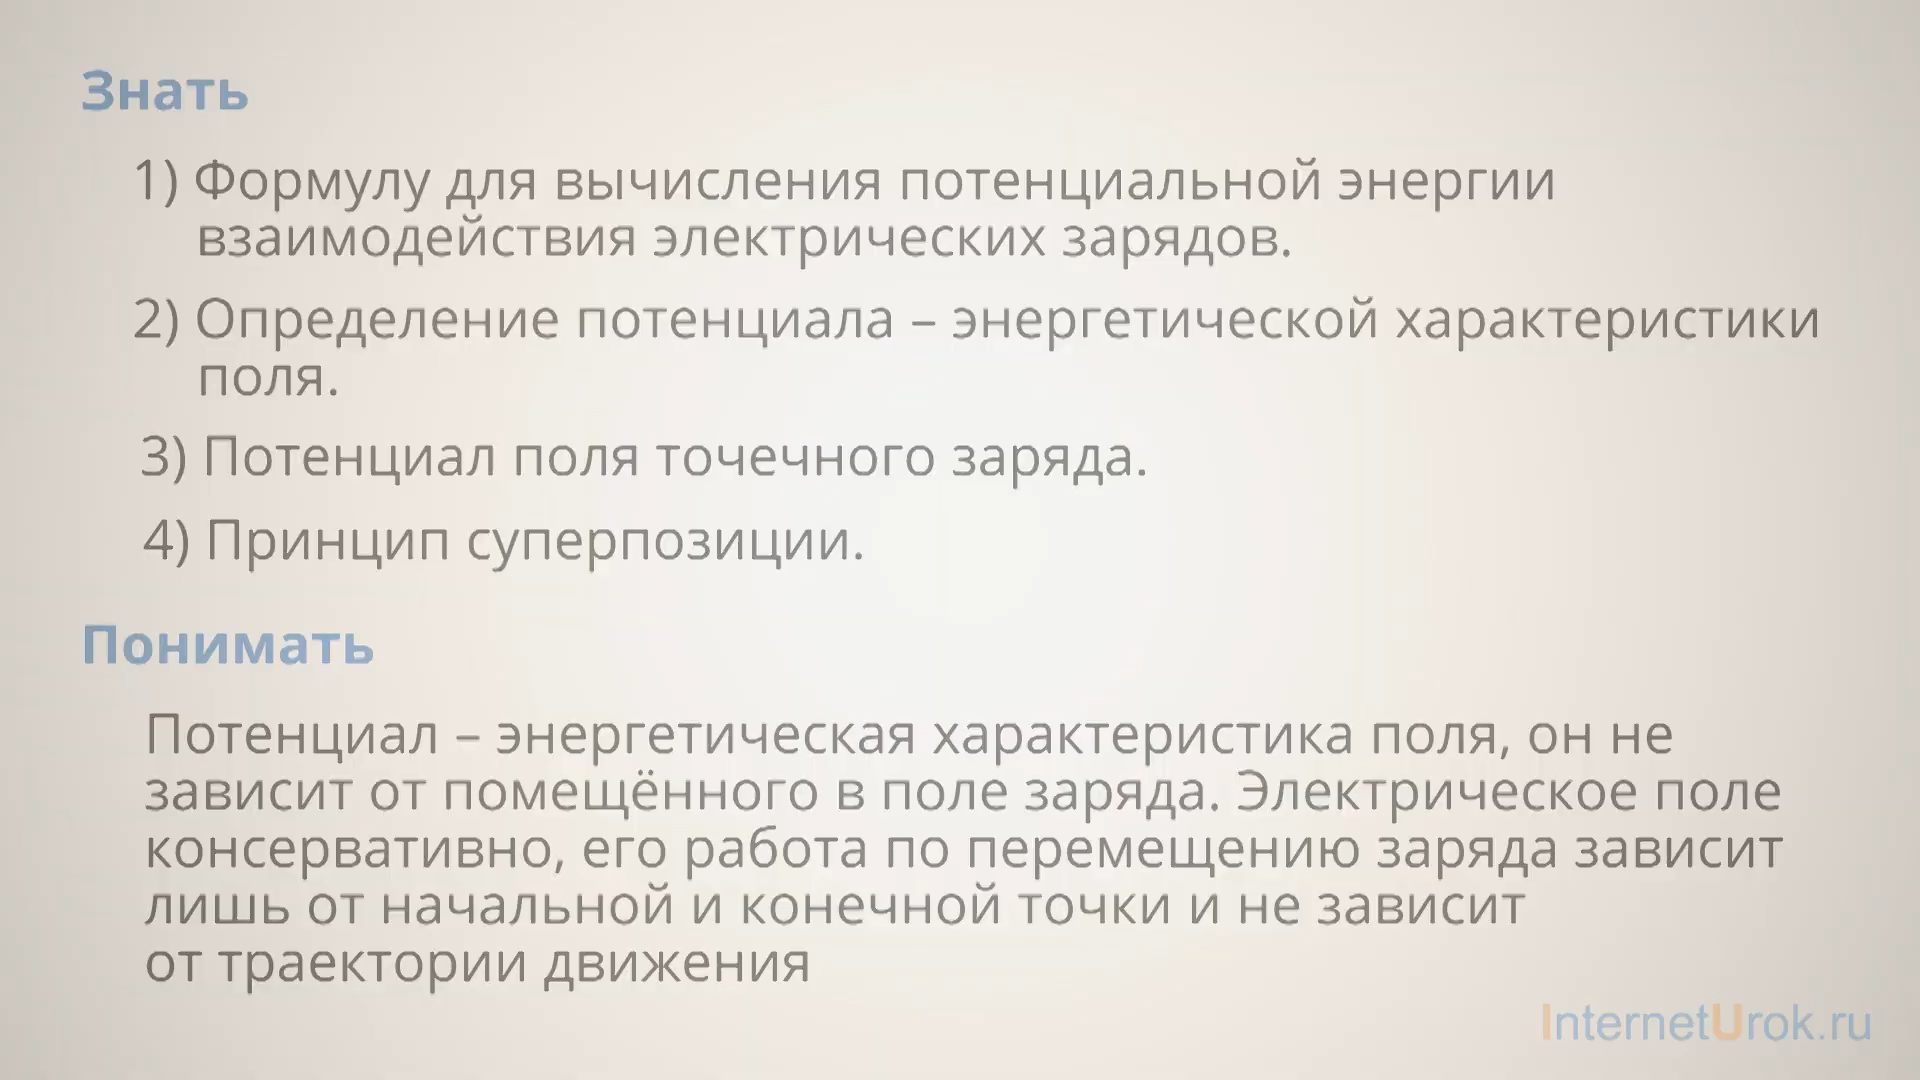 Знать
1) Формулу для вычисления потенциальной энергии
взаимодействия электрических зарядов.
2) Определение потенциала – энергетической характеристики
поля.
3) Потенциал поля точечного заряда.
4) Принцип суперпозиции.
Понимать
Потенциал – энергетическая характеристика поля, он не
зависит от помещённого в поле заряда. Электрическое поле
консервативно, его работа по перемещению заряда зависит
лишь от начальной и конечной точки и не зависит
от траектории движения
InternetUrok.ru